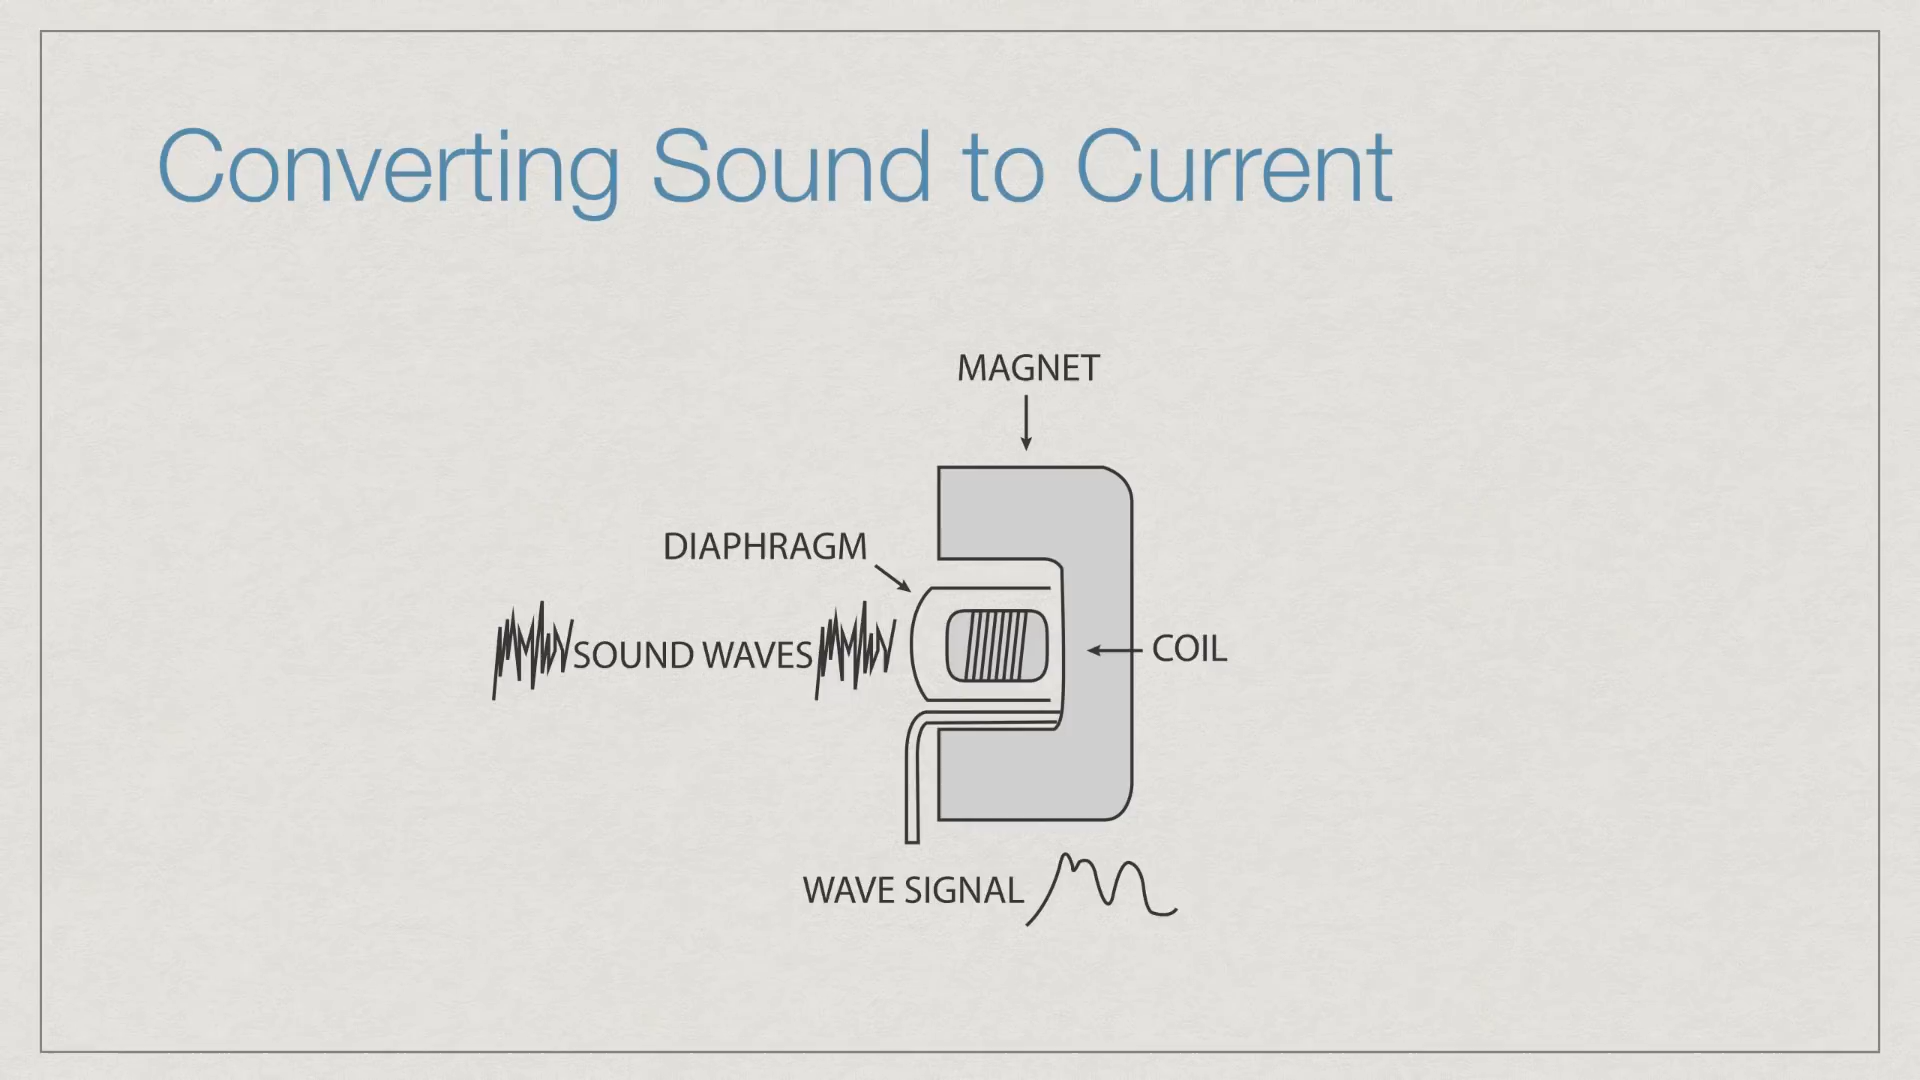 Converting Sound to Current
MAGNET
DIAPHRAGM
SOUND WAVES
COIL
WAVE SIGNAL